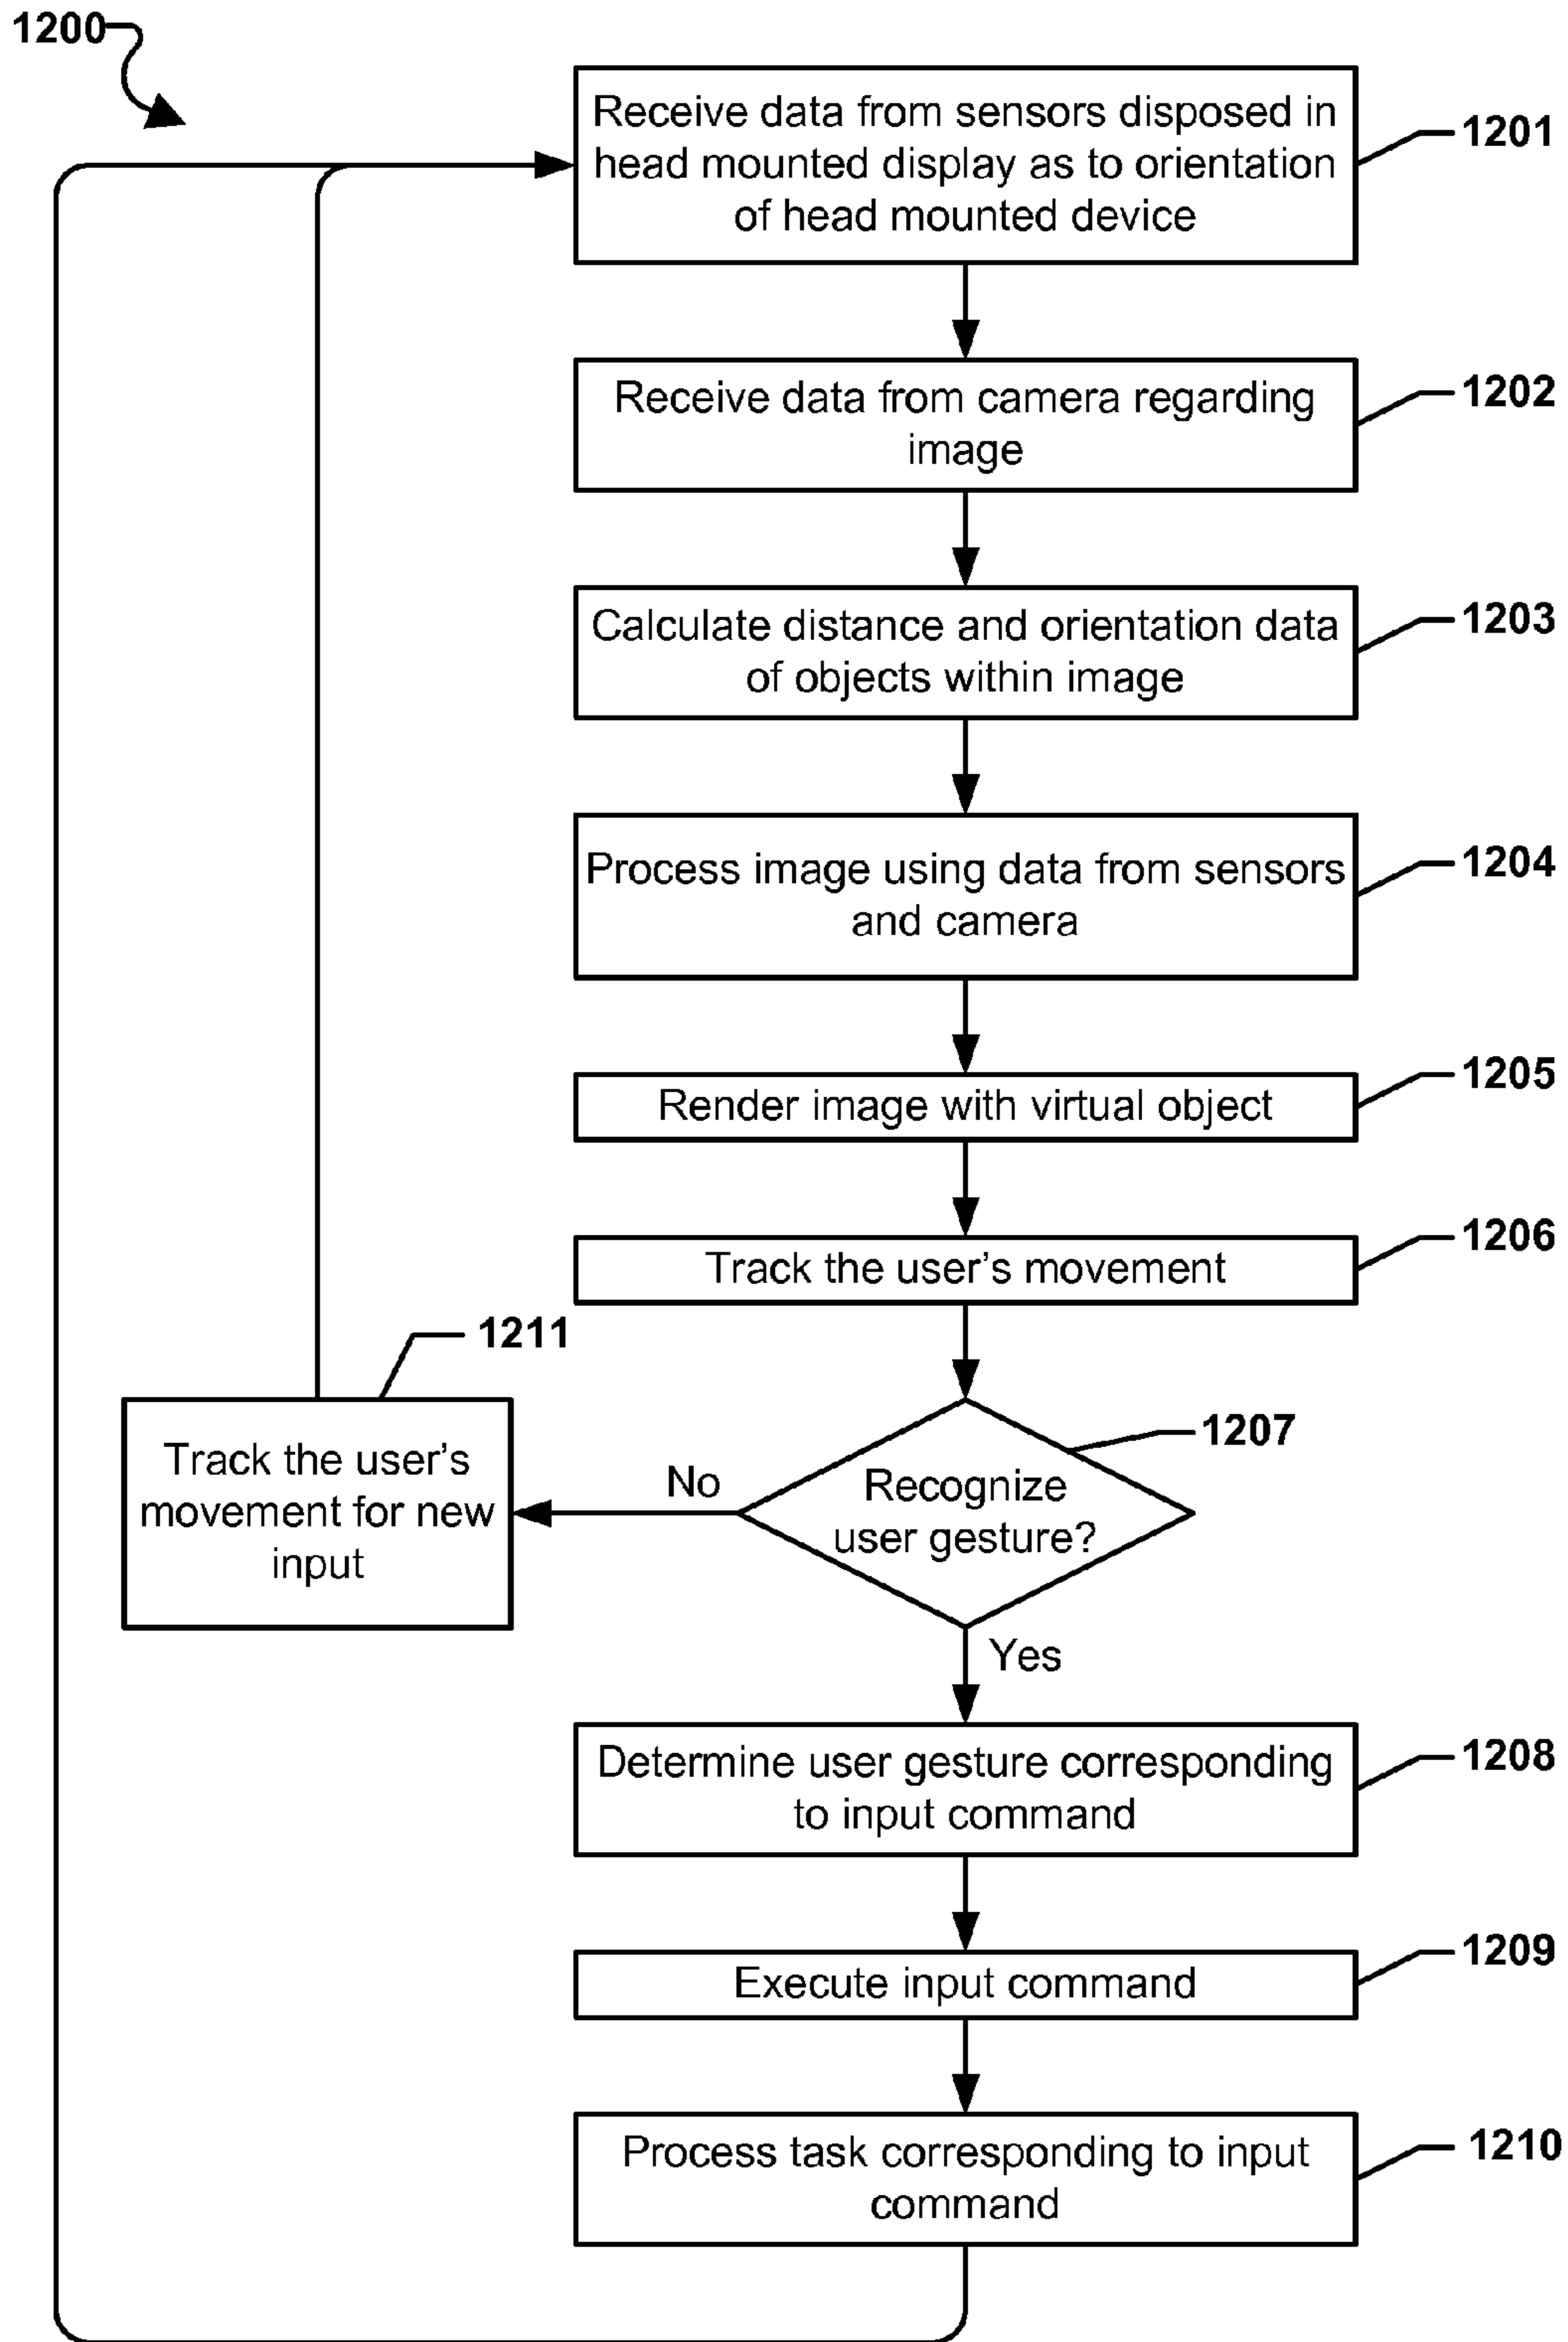 1200
Receive data from sensors disposed in
head mounted display as to orientation
of head mounted device
1201
Receive data from camera regarding
image
1202
Calculate distance and orientation data
of objects within image
1203
Process image using data from sensors
and camera
1204
Render image with virtual object
1205
Track the user’s movement
1206
1211
Track the user’s
movement for new
input
No
Recognize
user gesture?
1207
Yes
Determine user gesture corresponding
to input command
1208
Execute input command
1209
Process task corresponding to input
command
1210